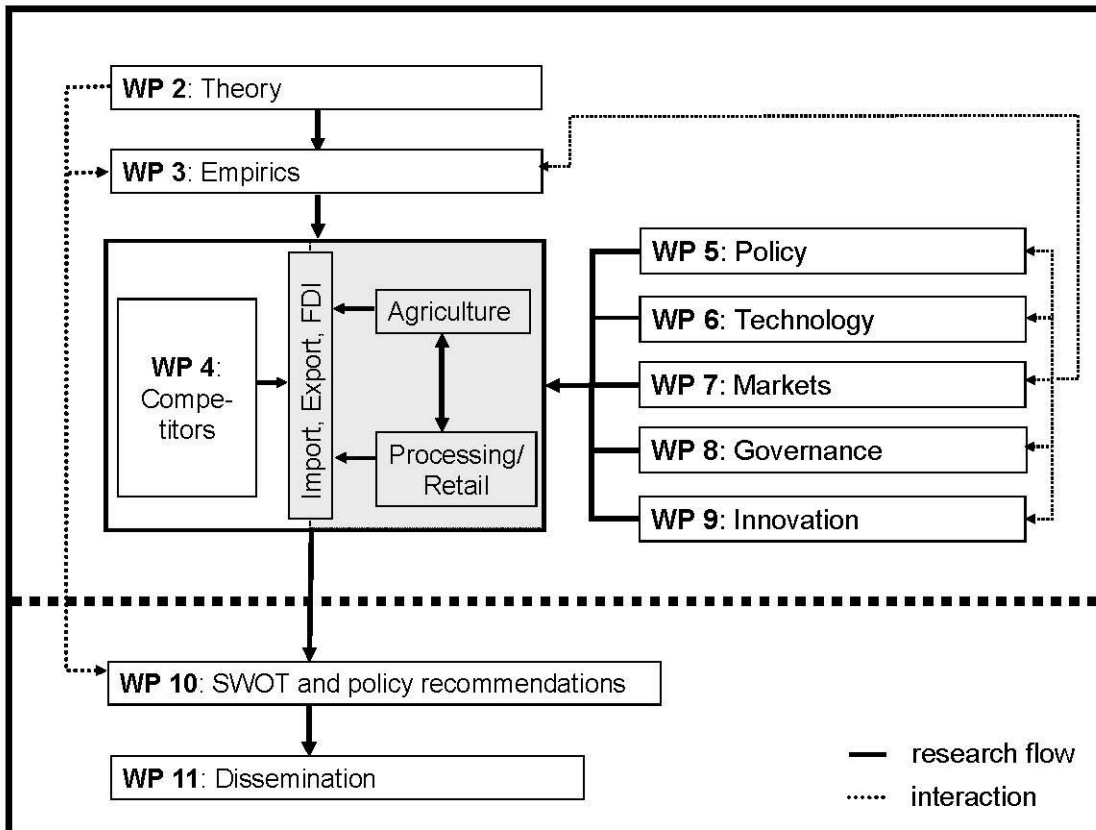 WP 2: Theory
WP 3: Empirics
WP 4:
Compe-
titors
Import, Export, FDI
Agriculture
Processing/
Retail
WP 5: Policy
WP 6: Technology
WP 7: Markets
WP 8: Governance
WP 9: Innovation
WP 10: SWOT and policy recommendations
WP 11: Dissemination
research flow
interaction